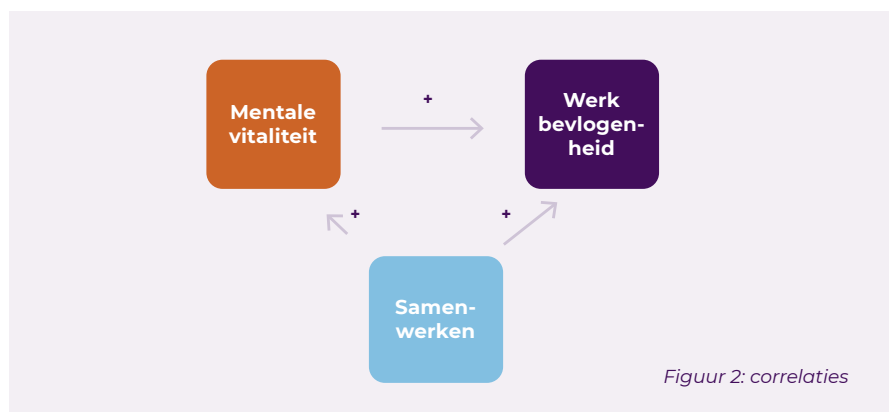 Mentale
vitaliteit
+
Werk
bevlogen-
heid
+
+
Samen-
werken
Figuur 2: correlaties